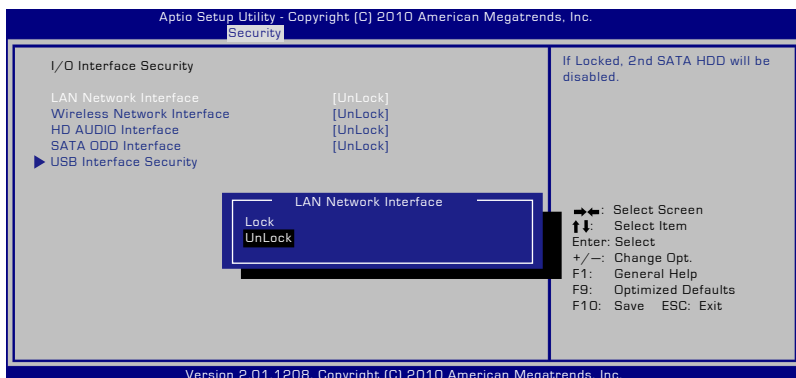 Aptio Setup Utility - Copyright (C) 2010 American Megatrends, Inc.
Security
I/O Interface Security
LAN Network Interface [UnLock]
Wireless Network Interface [UnLock]
HD AUDIO Interface [UnLock]
SATA ODD Interface [UnLock]
USB Interface Security
LAN Network Interface
Lock
UnLock
If Locked, 2nd SATA HDD will be
disabled.
→←: Select Screen
↑↓: Select Item
Enter: Select
+/—: Change Opt.
F1: General Help
F9: Optimized Defaults
F10: Save ESC: Exit
Version 2.01.1208. Copyright (C) 2010 American Megatrends, Inc.